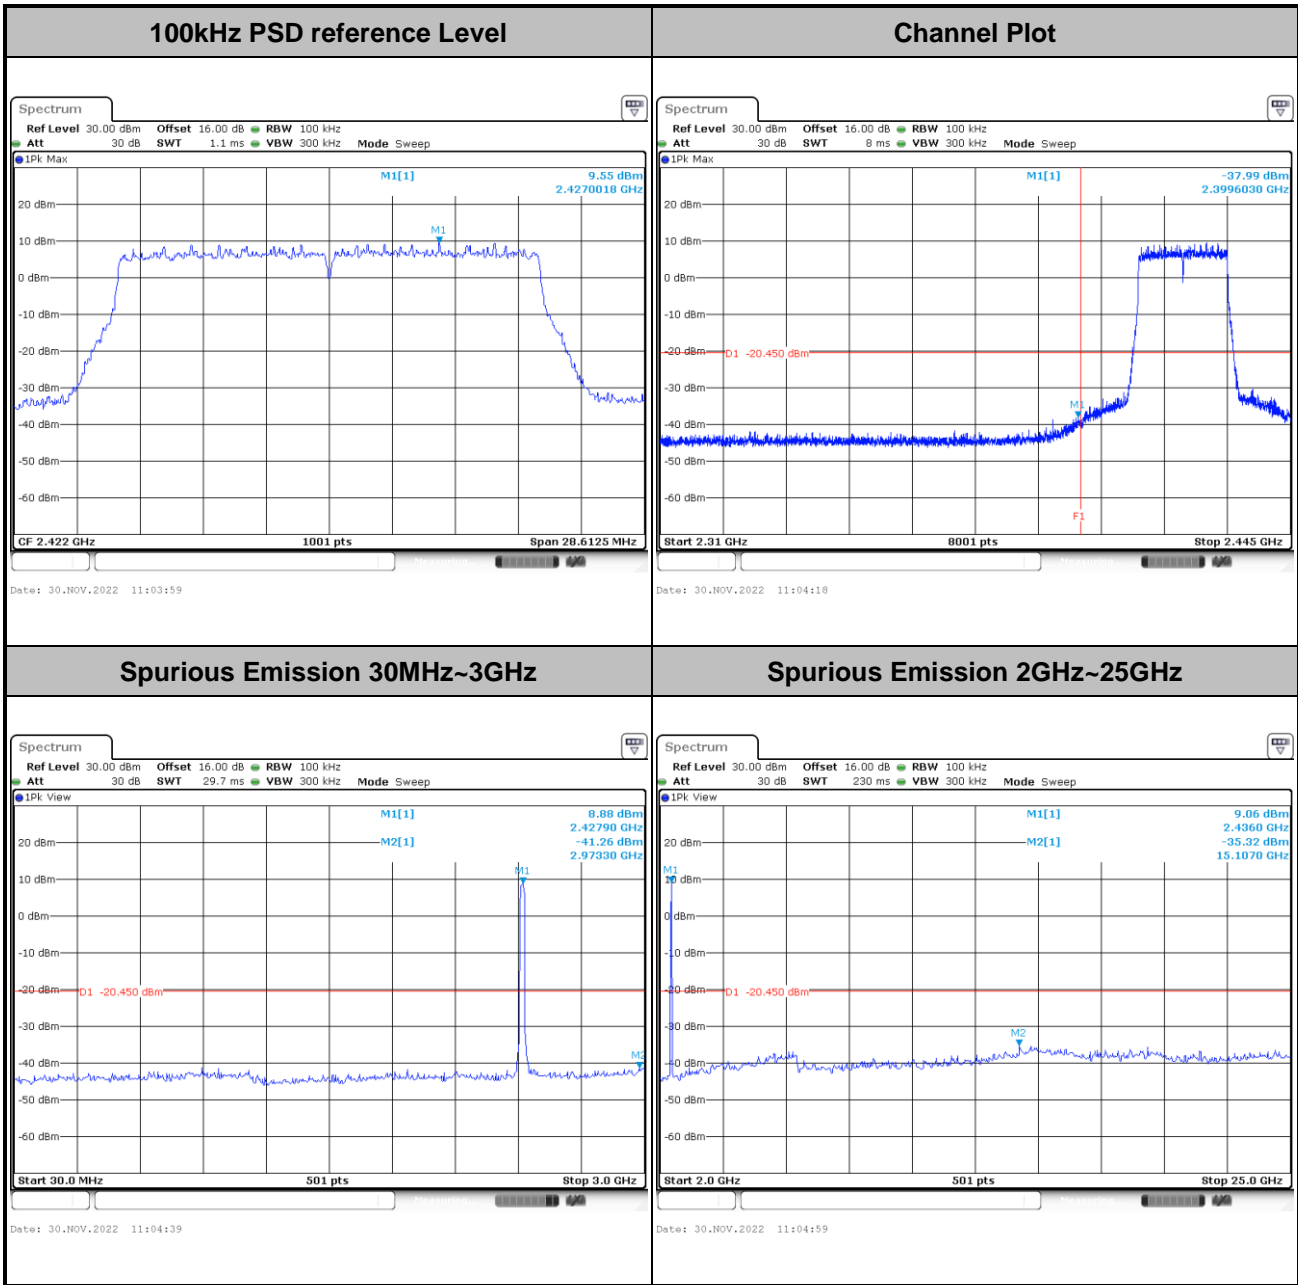 100kHz PSD reference Level
Channel Plot
Spectrum
Ref Level 30.00 dBm Offset 16.00 dB RBW 100 kHz
Att 30 dB SWT 1.1 ms VBW 300 kHz Mode Sweep
1Pk Max
M1[1] 9.55 dBm
2.4270018 GHz
20 dBm
M1
10 dBm
0 dBm
-10 dBm
-20 dBm
-30 dBm
-40 dBm
-50 dBm
-60 dBm
CF 2.422 GHz 1001 pts Span 28.6125 MHz
Measuring...
Date: 30.NOV.2022 11:03:59
Spectrum
Ref Level 30.00 dBm Offset 16.00 dB RBW 100 kHz
Att 30 dB SWT 8 ms VBW 300 kHz Mode Sweep
1Pk Max
M1[1] -37.99 dBm
2.3996030 GHz
20 dBm
10 dBm
0 dBm
-10 dBm
-20 dBm
D1 -20.450 dBm
-30 dBm
M1
-40 dBm
-50 dBm
-60 dBm
F1
Start 2.31 GHz 8001 pts Stop 2.445 GHz
Measuring...
Date: 30.NOV.2022 11:04:18
Spurious Emission 30MHz~3GHz
Spurious Emission 2GHz~25GHz
Spectrum
Ref Level 30.00 dBm Offset 16.00 dB RBW 100 kHz
Att 30 dB SWT 29.7 ms VBW 300 kHz Mode Sweep
1Pk View
M1[1] 8.88 dBm
2.42790 GHz
20 dBm
M2[1] -41.26 dBm
2.97330 GHz
M1
10 dBm
0 dBm
-10 dBm
-20 dBm
D1 -20.450 dBm
-30 dBm
M2
-40 dBm
-50 dBm
-60 dBm
Start 30.0 MHz 501 pts Stop 3.0 GHz
Measuring...
Date: 30.NOV.2022 11:04:39
Spectrum
Ref Level 30.00 dBm Offset 16.00 dB RBW 100 kHz
Att 30 dB SWT 230 ms VBW 300 kHz Mode Sweep
1Pk View
M1[1] 9.06 dBm
2.4360 GHz
20 dBm
M2[1] -35.32 dBm
15.1070 GHz
M1
10 dBm
0 dBm
-10 dBm
-20 dBm
D1 -20.450 dBm
-30 dBm
M2
-40 dBm
-50 dBm
-60 dBm
Start 2.0 GHz 501 pts Stop 25.0 GHz
Measuring...
Date: 30.NOV.2022 11:04:59